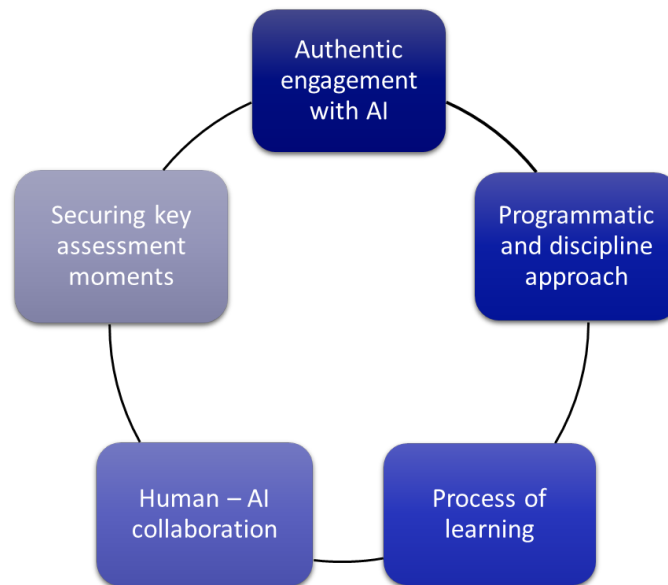 Authentic
engagement
with AI
Programmatic
and discipline
approach
Process of
learning
Human – AI
collaboration
Securing key
assessment
moments